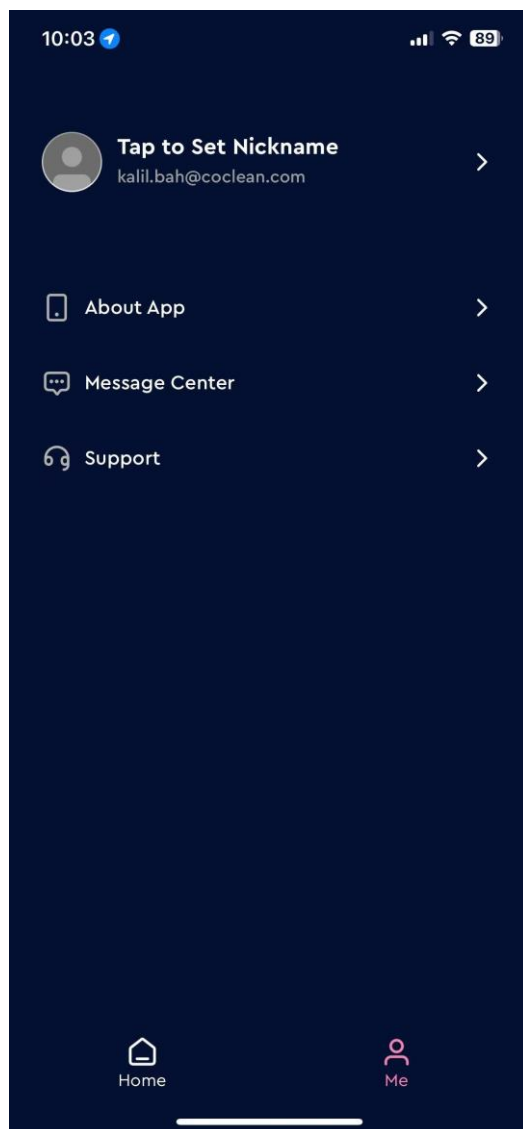 10:03
89
Tap to Set Nickname
kalil.bah@coclean.com
About App
Message Center
Support
Home
Me